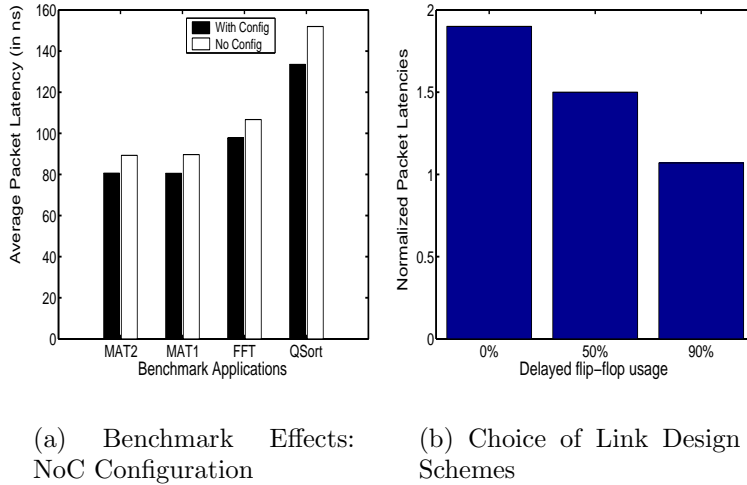 Average Packet Latency (in ns)
160
140
120
100
80
60
40
20
0
With Config
No Config
MAT2 MAT1 FFT QSort
Benchmark Applications
Normalized Packet Latencies
2
1.5
1
0.5
0
0% 50% 90%
Delayed flip−flop usage
(a) Benchmark Effects:
NoC Configuration
(b) Choice of Link Design
Schemes